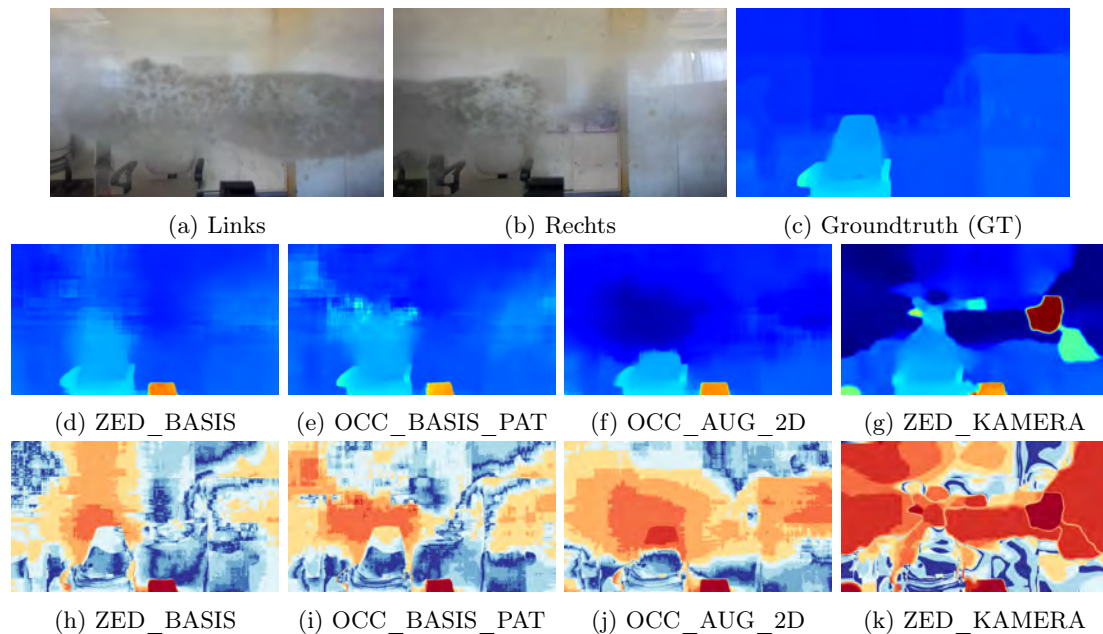 (a) Links
(b) Rechts
(c) Groundtruth (GT)
(d) ZED_BASIS
(e) OCC_BASIS_PAT
(f) OCC_AUG_2D
(g) ZED_KAMERA
(h) ZED_BASIS
(i) OCC_BASIS_PAT
(j) OCC_AUG_2D
(k) ZED_KAMERA